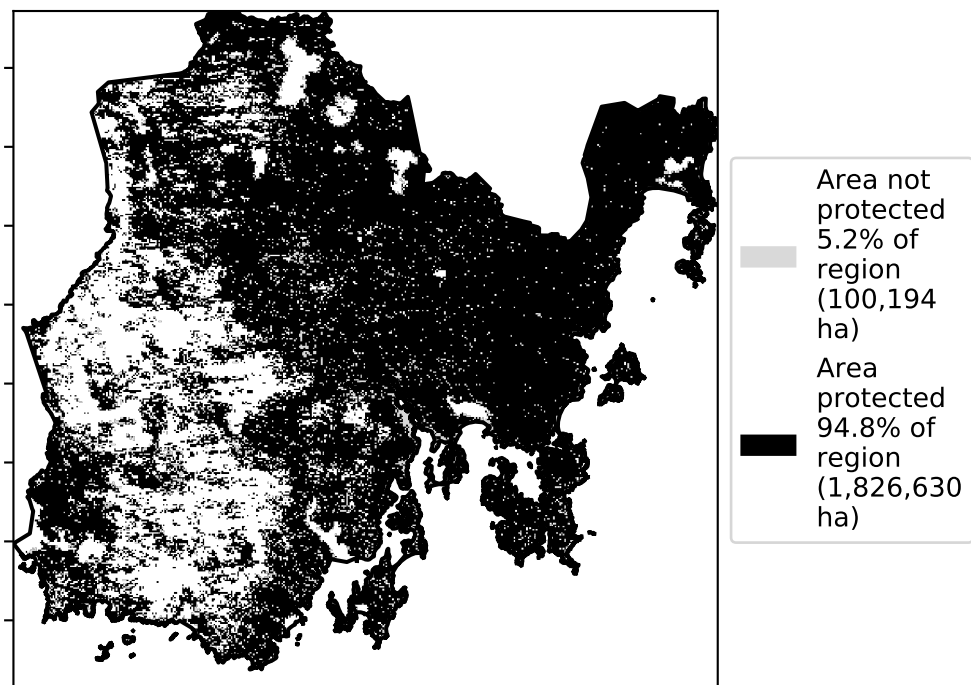 Area not
protected
5.2% of
region
(100,194
ha)
Area
protected
94.8% of
region
(1,826,630
ha)